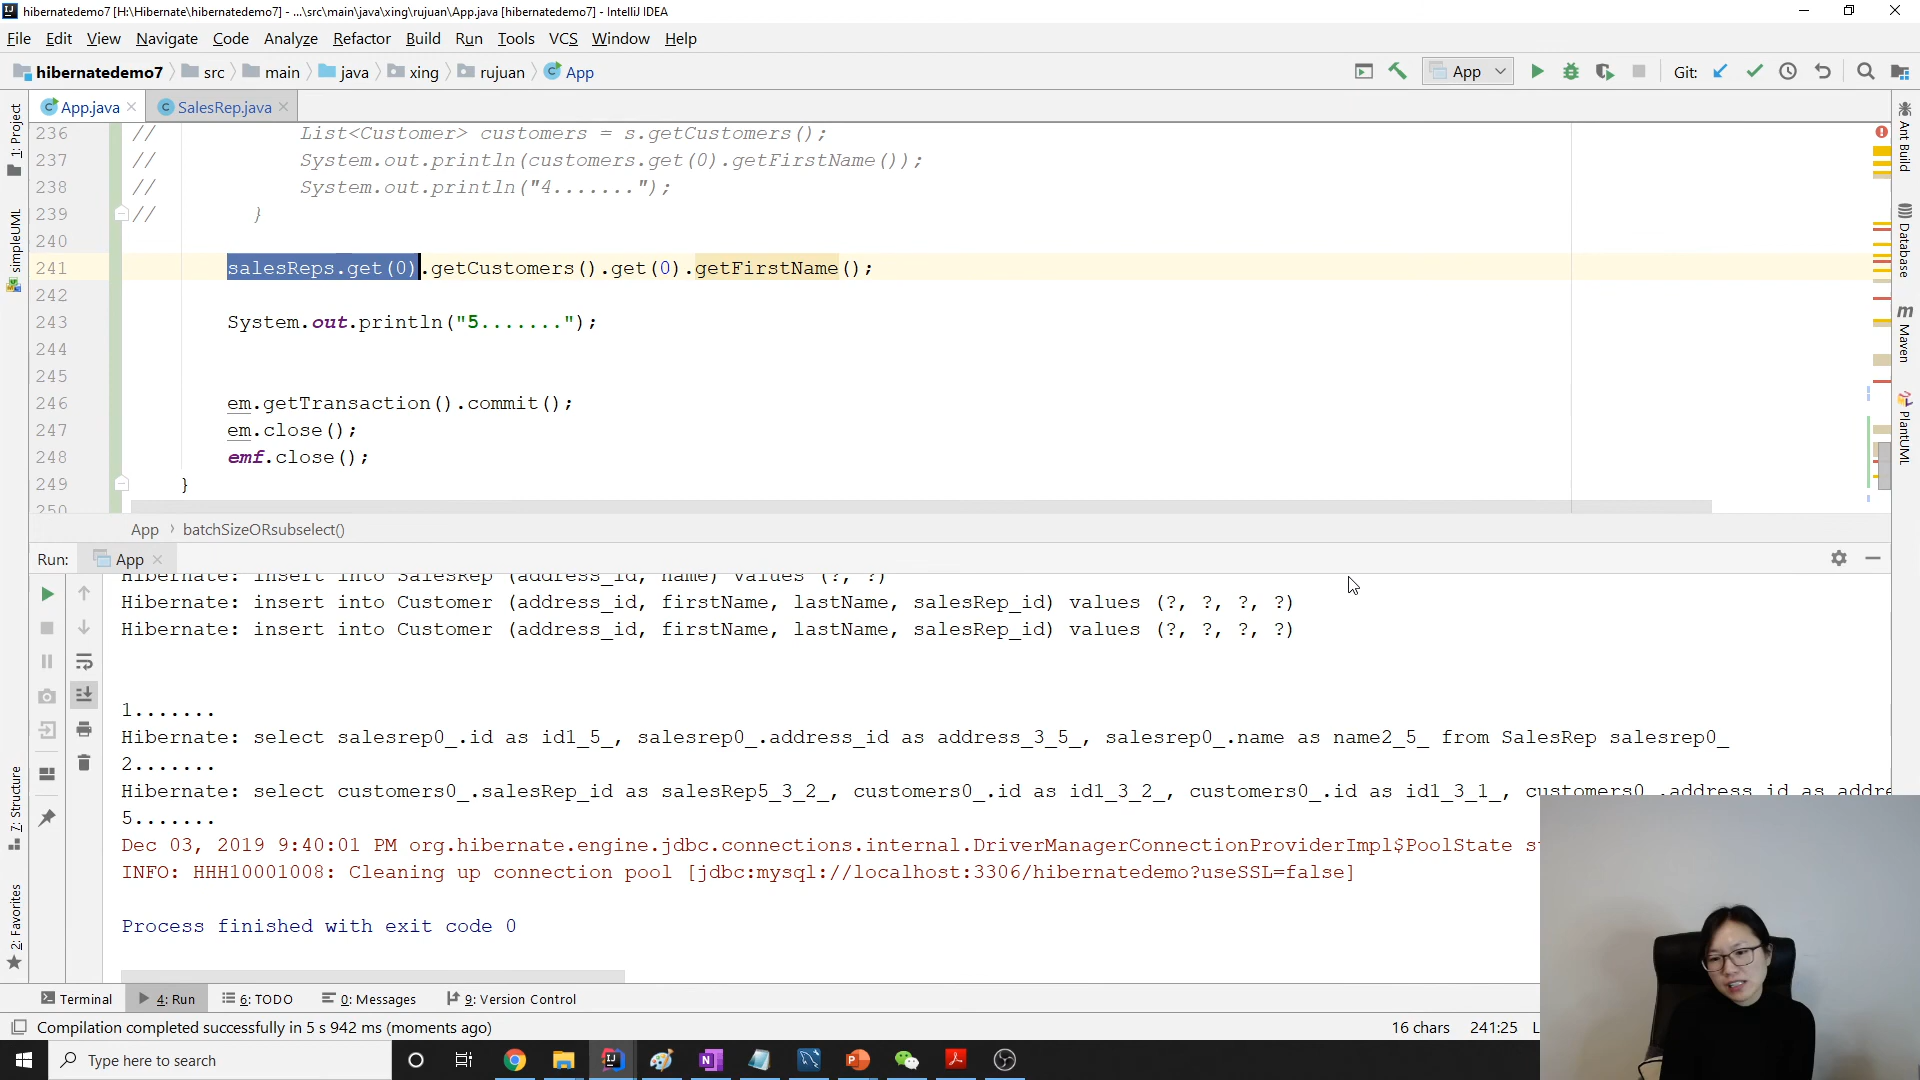 hibernatedemo7 [H:\Hibernate\hibernatedemo7] - ...\src\main\java\xing\rujuan\App.java [hibernatedemo7] - IntelliJ IDEA
File Edit View Navigate Code Analyze Refactor Build Run Tools VCS Window Help
hibernatedemo7 src main java xing rujuan App
App Git:
App.java SalesRep.java
236 // List<Customer> customers = s.getCustomers();
237 // System.out.println(customers.get(0).getFirstName());
238 // System.out.println("4.......");
239 // }
240
241 salesReps.get(0).getCustomers().get(0).getFirstName();
242
243 System.out.println("5.......");
244
245
246 em.getTransaction().commit();
247 em.close();
248 emf.close();
249 }
250
App batchSizeORsubselect()
Run: App
Hibernate: insert into SalesRep (address_id, name) values (?, ?)
Hibernate: insert into Customer (address_id, firstName, lastName, salesRep_id) values (?, ?, ?, ?)
Hibernate: insert into Customer (address_id, firstName, lastName, salesRep_id) values (?, ?, ?, ?)
1.......
Hibernate: select salesrep0_.id as id1_5_, salesrep0_.address_id as address_3_5_, salesrep0_.name as name2_5_ from SalesRep salesrep0_
2.......
Hibernate: select customers0_.salesRep_id as salesRep5_3_2_, customers0_.id as id1_3_2_, customers0_.id as id1_3_1_, customers0_.address_id as
5.......
Dec 03, 2019 9:40:01 PM org.hibernate.engine.jdbc.connections.internal.DriverManagerConnectionProviderImpl$PoolState
INFO: HHH10001008: Cleaning up connection pool [jdbc:mysql://localhost:3306/hibernatedemo?useSSL=false]
Process finished with exit code 0
Terminal 4: Run 6: TODO 0: Messages 9: Version Control
Compilation completed successfully in 5 s 942 ms (moments ago)
16 chars 241:25
Type here to search
1: Project
simpleUML
7: Structure
2: Favorites
Ant Build
Database
Maven
PlantUML